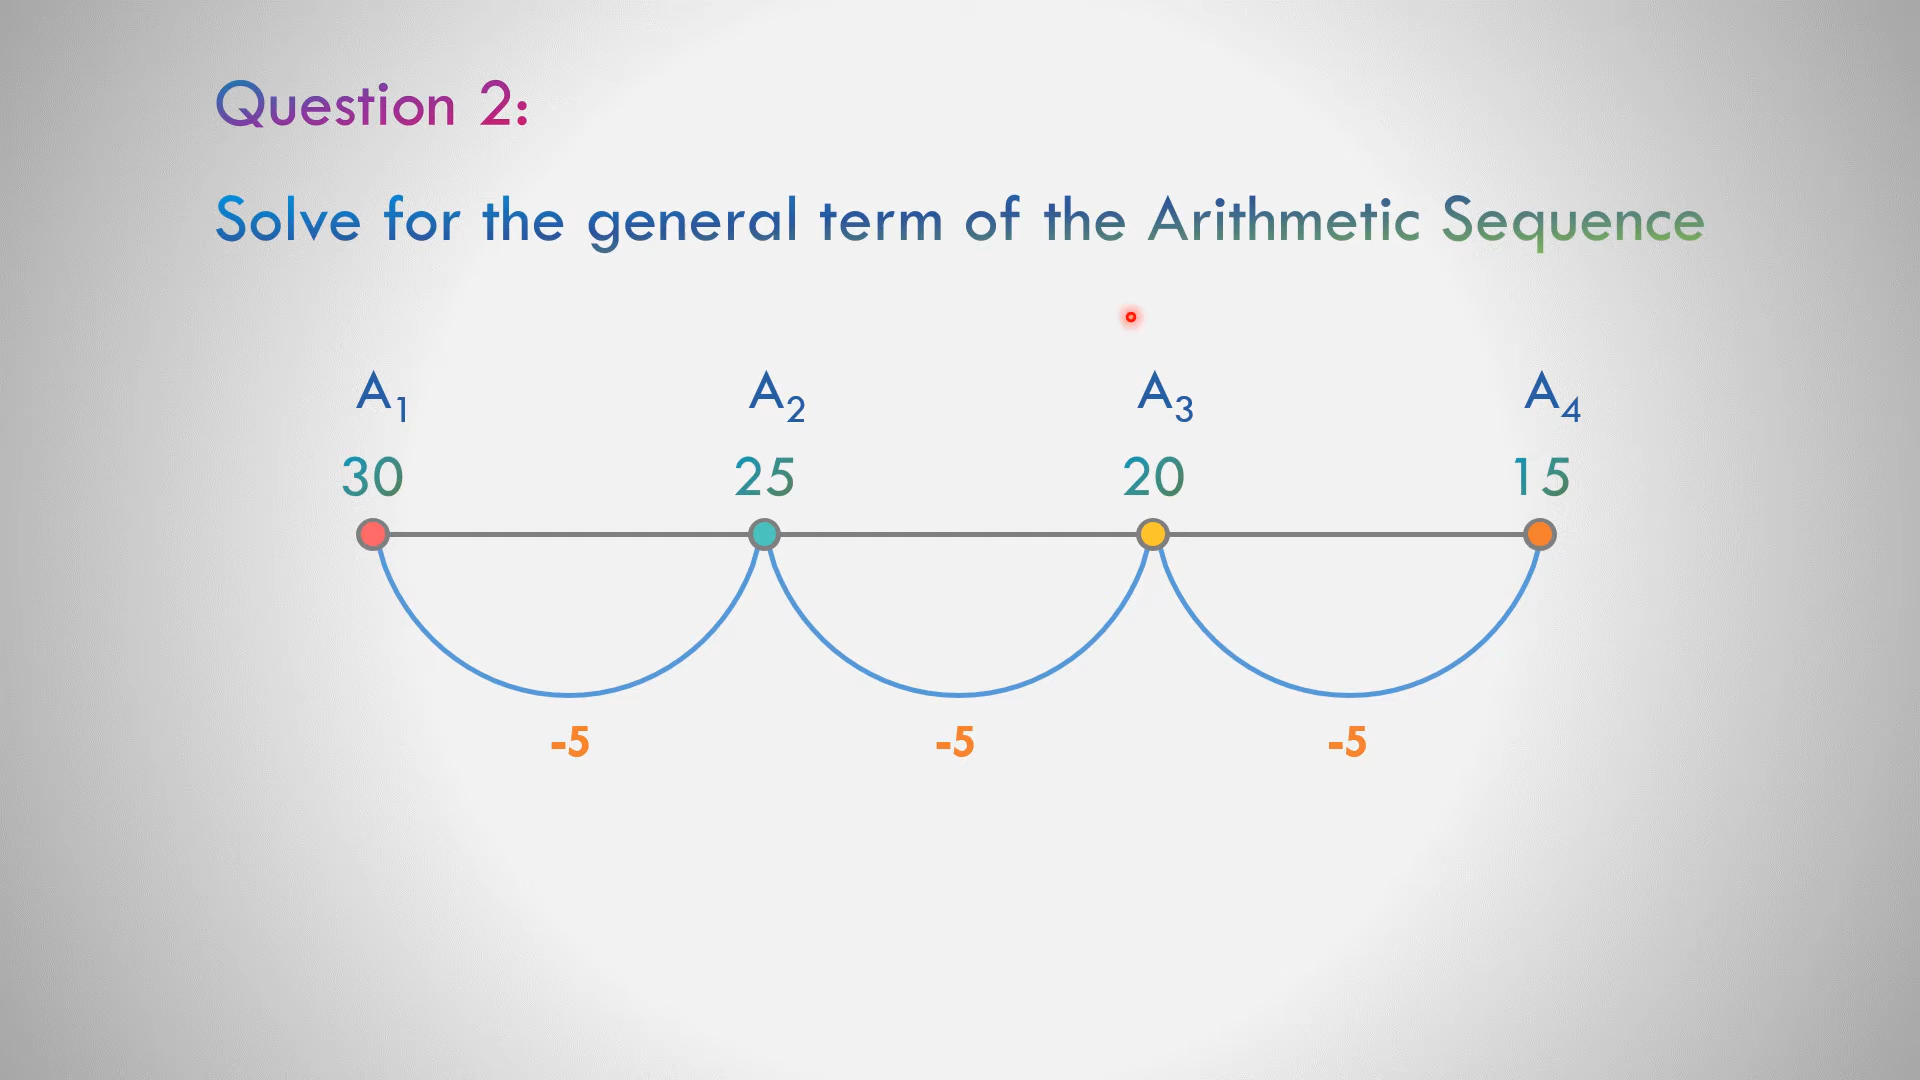 Question 2:
Solve for the general term of the Arithmetic Sequence
A₁ A₂ A₃ A₄
30 25 20 15
-5 -5 -5